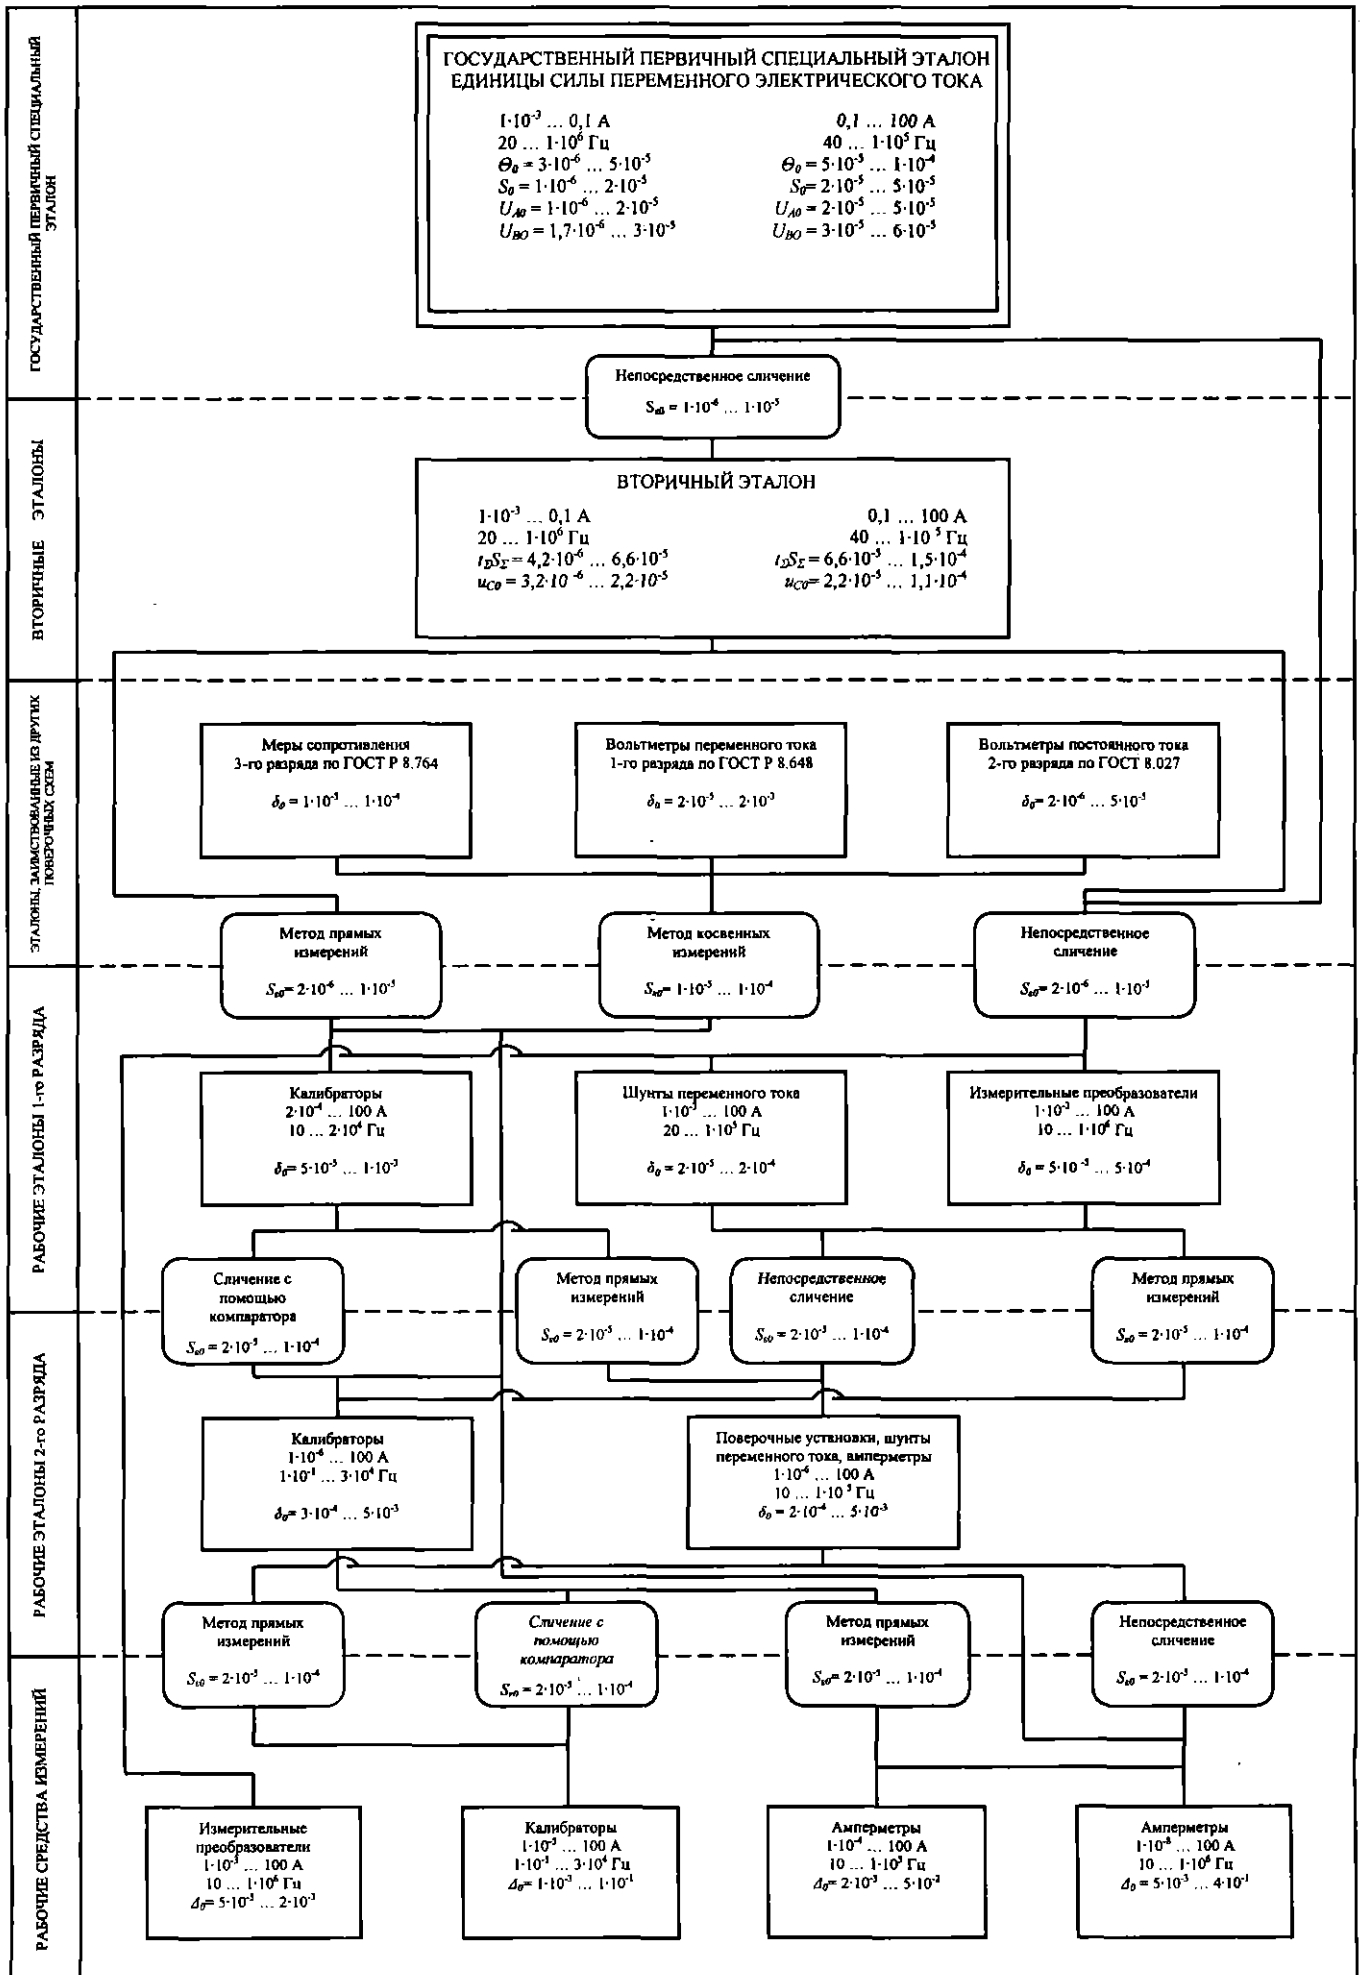 ГОСУДАРСТВЕННЫЙ ПЕРВИЧНЫЙ СПЕЦИАЛЬНЫЙ
ЭТАЛОН
ГОСУДАРСТВЕННЫЙ ПЕРВИЧНЫЙ СПЕЦИАЛЬНЫЙ ЭТАЛОН
ЕДИНИЦЫ СИЛЫ ПЕРЕМЕННОГО ЭЛЕКТРИЧЕСКОГО ТОКА
1·10⁻³ ... 0,1 А
20 ... 1·10⁶ Гц
Θ₀ = 3·10⁻⁶ ... 5·10⁻⁵
S₀ = 1·10⁻⁶ ... 2·10⁻⁵
U_A0 = 1·10⁻⁶ ... 2·10⁻⁵
U_BO = 1,7·10⁻⁶ ... 3·10⁻⁵
0,1 ... 100 А
40 ... 1·10⁵ Гц
Θ₀ = 5·10⁻⁵ ... 1·10⁻⁴
S₀ = 2·10⁻⁵ ... 5·10⁻⁵
U_A0 = 2·10⁻⁵ ... 5·10⁻⁵
U_BO = 3·10⁻⁵ ... 6·10⁻⁵
Непосредственное сличение
S_ε0 = 1·10⁻⁶ ... 1·10⁻⁵
ВТОРИЧНЫЕ ЭТАЛОНЫ
ВТОРИЧНЫЙ ЭТАЛОН
1·10⁻³ ... 0,1 А
20 ... 1·10⁶ Гц
t_ΣS_Σ = 4,2·10⁻⁶ ... 6,6·10⁻⁵
u_C0 = 3,2·10⁻⁶ ... 2,2·10⁻⁵
0,1 ... 100 А
40 ... 1·10⁵ Гц
t_ΣS_Σ = 6,6·10⁻⁵ ... 1,5·10⁻⁴
u_C0 = 2,2·10⁻⁵ ... 1,1·10⁻⁴
ЭТАЛОНЫ, ЗАИМСТВОВАННЫЕ ИЗ ДРУГИХ
ПОВЕРОЧНЫХ СХЕМ
Меры сопротивления
3-го разряда по ГОСТ Р 8.764
δ₀ = 1·10⁻⁵ ... 1·10⁻⁴
Вольтметры переменного тока
1-го разряда по ГОСТ Р 8.648
δ₀ = 2·10⁻⁵ ... 2·10⁻³
Вольтметры постоянного тока
2-го разряда по ГОСТ 8.027
δ₀ = 2·10⁻⁶ ... 5·10⁻⁵
Метод прямых
измерений
S_ε0 = 2·10⁻⁶ ... 1·10⁻⁵
Метод косвенных
измерений
S_ε0 = 1·10⁻⁵ ... 1·10⁻⁴
Непосредственное
сличение
S_ε0 = 2·10⁻⁶ ... 1·10⁻⁵
РАБОЧИЕ ЭТАЛОНЫ 1-го РАЗРЯДА
Калибраторы
2·10⁻⁴ ... 100 А
10 ... 2·10⁴ Гц
δ₀ = 5·10⁻⁵ ... 1·10⁻³
Шунты переменного тока
1·10⁻³ ... 100 А
20 ... 1·10⁵ Гц
δ₀ = 2·10⁻⁵ ... 2·10⁻⁴
Измерительные преобразователи
1·10⁻³ ... 100 А
10 ... 1·10⁶ Гц
δ₀ = 5·10⁻⁵ ... 5·10⁻⁴
Сличение с
помощью
компаратора
S_ε0 = 2·10⁻⁵ ... 1·10⁻⁴
Метод прямых
измерений
S_ε0 = 2·10⁻⁵ ... 1·10⁻⁴
Непосредственное
сличение
S_ε0 = 2·10⁻⁵ ... 1·10⁻⁴
Метод прямых
измерений
S_ε0 = 2·10⁻⁵ ... 1·10⁻⁴
РАБОЧИЕ ЭТАЛОНЫ 2-го РАЗРЯДА
Калибраторы
1·10⁻⁶ ... 100 А
1·10⁻¹ ... 3·10⁴ Гц
δ₀ = 3·10⁻⁴ ... 5·10⁻³
Поверочные установки, шунты
переменного тока, амперметры
1·10⁻⁶ ... 100 А
10 ... 1·10⁵ Гц
δ₀ = 2·10⁻⁴ ... 5·10⁻³
Метод прямых
измерений
S_ε0 = 2·10⁻⁵ ... 1·10⁻⁴
Сличение с
помощью
компаратора
S_ε0 = 2·10⁻⁵ ... 1·10⁻⁴
Метод прямых
измерений
S_ε0 = 2·10⁻⁵ ... 1·10⁻⁴
Непосредственное
сличение
S_ε0 = 2·10⁻⁵ ... 1·10⁻⁴
РАБОЧИЕ СРЕДСТВА ИЗМЕРЕНИЙ
Измерительные
преобразователи
1·10⁻³ ... 100 А
10 ... 1·10⁶ Гц
Δ₀ = 5·10⁻⁵ ... 2·10⁻³
Калибраторы
1·10⁻⁵ ... 100 А
1·10⁻¹ ... 3·10⁴ Гц
Δ₀ = 1·10⁻³ ... 1·10⁻¹
Амперметры
1·10⁻⁴ ... 100 А
10 ... 1·10⁵ Гц
Δ₀ = 2·10⁻³ ... 5·10⁻²
Амперметры
1·10⁻⁸ ... 100 А
10 ... 1·10⁶ Гц
Δ₀ = 5·10⁻³ ... 4·10⁻¹